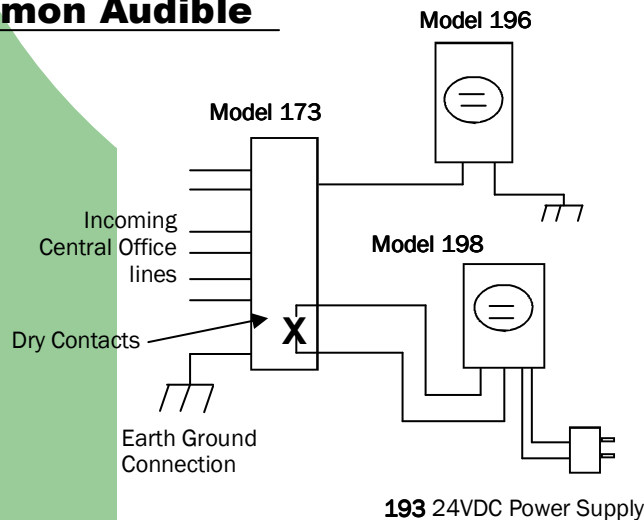 mon Audible
Model 196
Model 173
Incoming
Central Office
lines
Model 198
X
Dry Contacts
Earth Ground
Connection
193 24VDC Power Supply